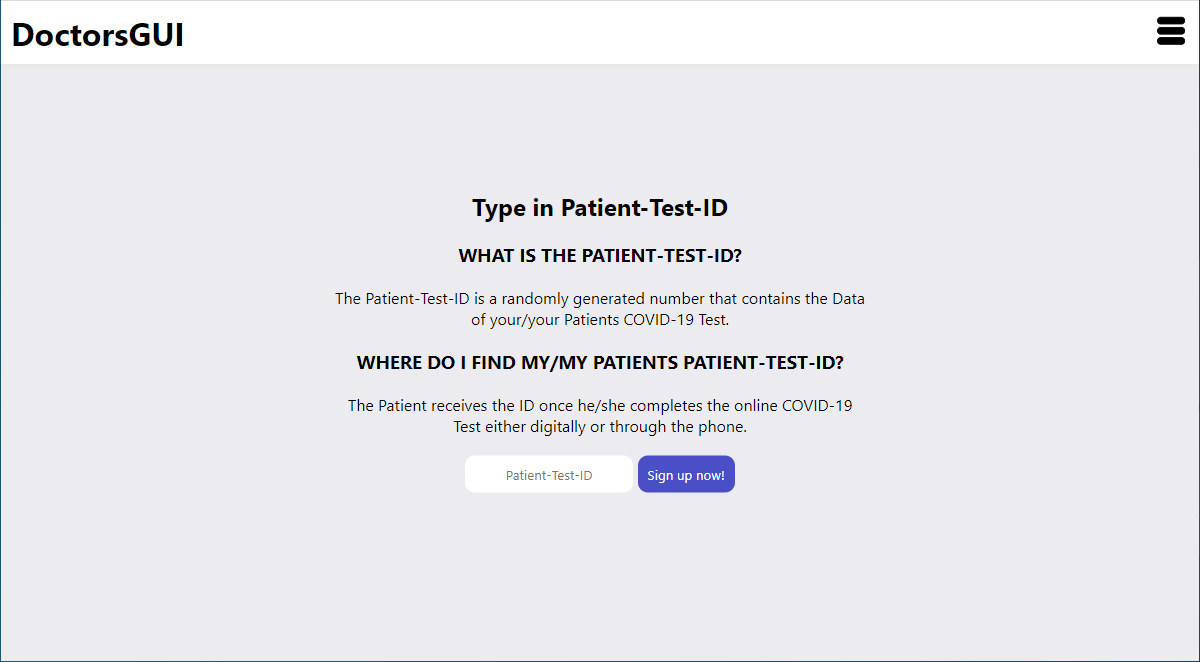 DoctorsGUI
Type in Patient-Test-ID
WHAT IS THE PATIENT-TEST-ID?
The Patient-Test-ID is a randomly generated number that contains the Data
of your/your Patients COVID-19 Test.
WHERE DO I FIND MY/MY PATIENTS PATIENT-TEST-ID?
The Patient receives the ID once he/she completes the online COVID-19
Test either digitally or through the phone.
Patient-Test-ID
Sign up now!